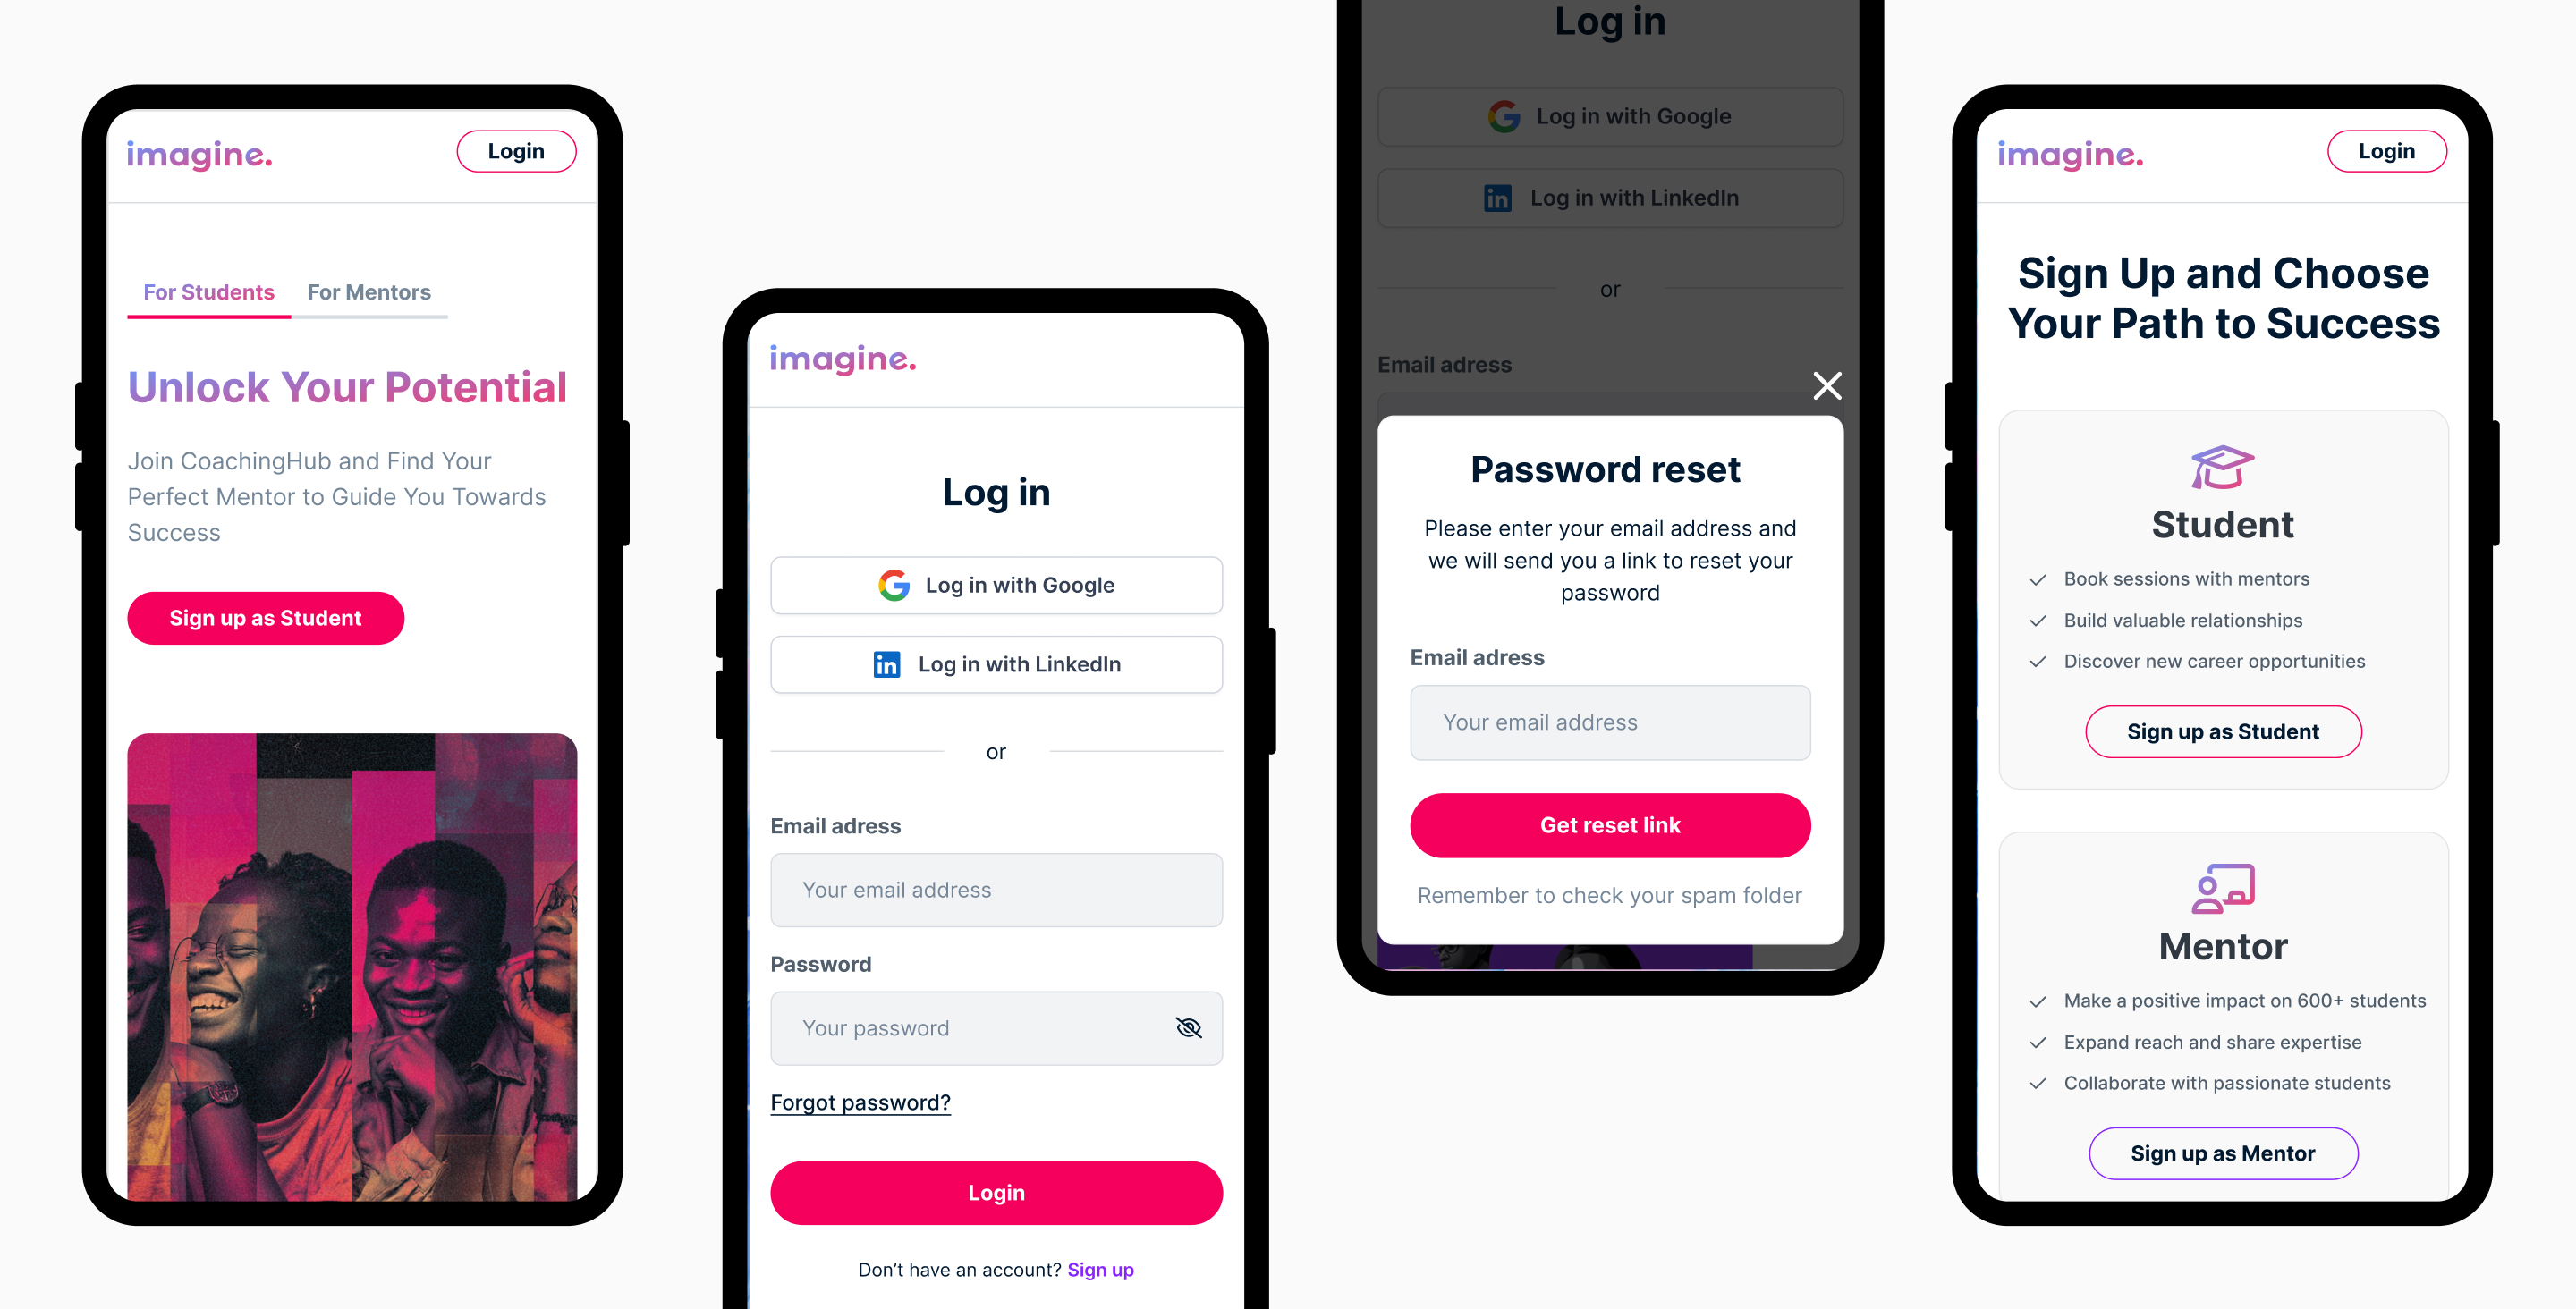 imagine.
Login
For Students
For Mentors
Unlock Your Potential
Join CoachingHub and Find Your
Perfect Mentor to Guide You Towards
Success
Sign up as Student
imagine.
Log in
Log in with Google
in
Log in with LinkedIn
or
Email adress
Your email address
Password
Your password
Forgot password?
Login
Don’t have an account? Sign up
Log in
Log in with Google
in
Log in with LinkedIn
or
Email adress
Password reset
Please enter your email address and
we will send you a link to reset your
password
Email adress
Your email address
Get reset link
Remember to check your spam folder
imagine.
Login
Sign Up and Choose
Your Path to Success
Student
Book sessions with mentors
Build valuable relationships
Discover new career opportunities
Sign up as Student
Mentor
Make a positive impact on 600+ students
Expand reach and share expertise
Collaborate with passionate students
Sign up as Mentor